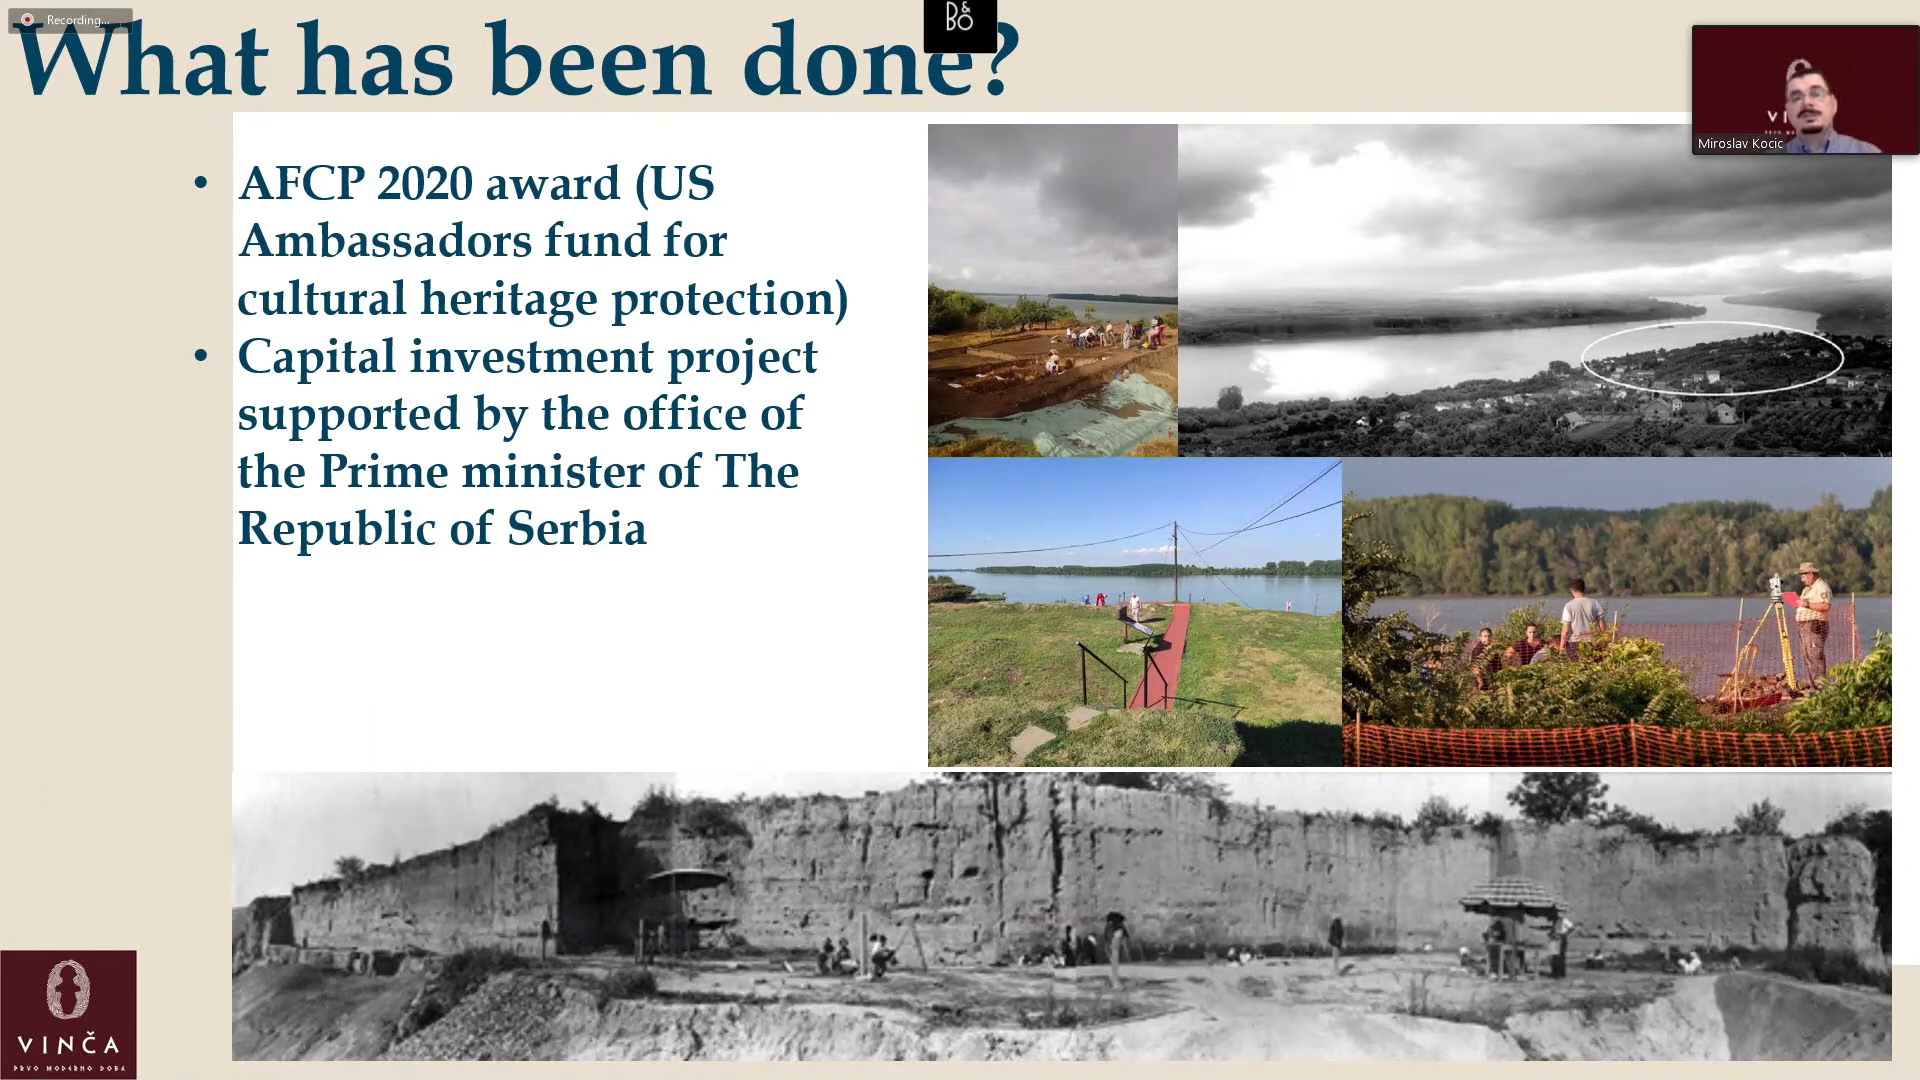 Recording...
B&O
What has been done?
Miroslav Kocic
• AFCP 2020 award (US
Ambassadors fund for
cultural heritage protection)
• Capital investment project
supported by the office of
the Prime minister of The
Republic of Serbia
VINČA
PRVO MODERNO DOBA